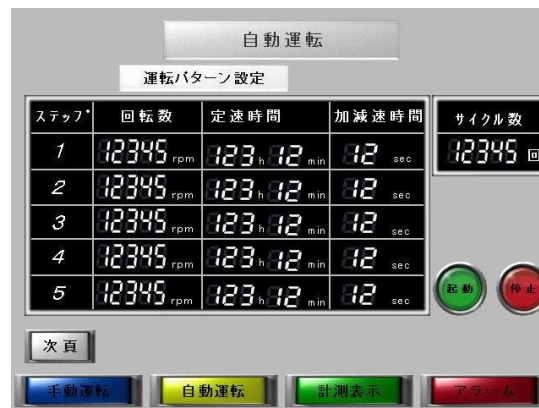 自動運転
運転パターン設定
ステップ 回転数 定速時間 加減速時間
1 12345 rpm 123 h 12 min 12 sec
2 12345 rpm 123 h 12 min 12 sec
3 12345 rpm 123 h 12 min 12 sec
4 12345 rpm 123 h 12 min 12 sec
5 12345 rpm 123 h 12 min 12 sec
サイクル数
12345 回
起動 停止
次頁
手動運転 自動運転 計測表示 アラーム